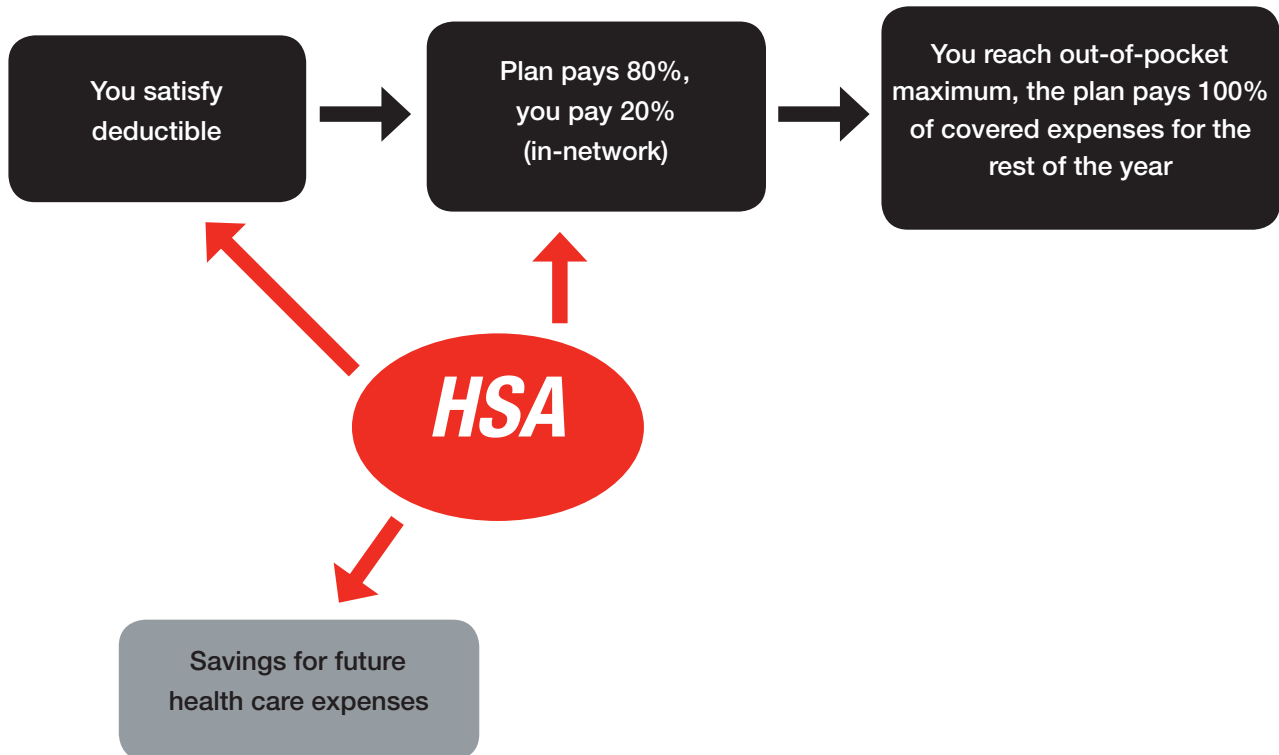 You satisfy
deductible
Plan pays 80%,
you pay 20%
(in-network)
You reach out-of-pocket
maximum, the plan pays 100%
of covered expenses for the
rest of the year
HSA
Savings for future
health care expenses